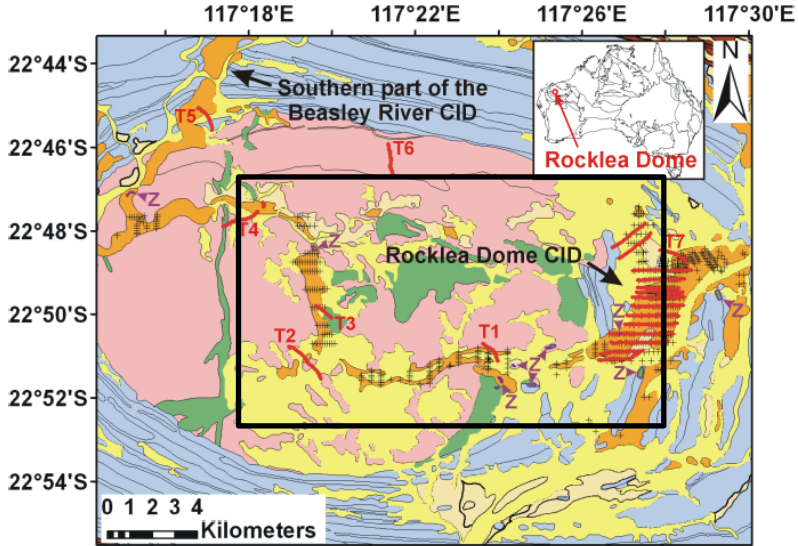 117°18'E 117°22'E 117°26'E 117°30'E
22°44'S
22°46'S
22°48'S
22°50'S
22°52'S
22°54'S
N
Southern part of the
Beasley River CID
Rocklea Dome
T5
T6
Z
T4
Z
Rocklea Dome CID
T7
Z
Z
T3
T2
T1
Z
Z
Z
0 1 2 3 4
Kilometers